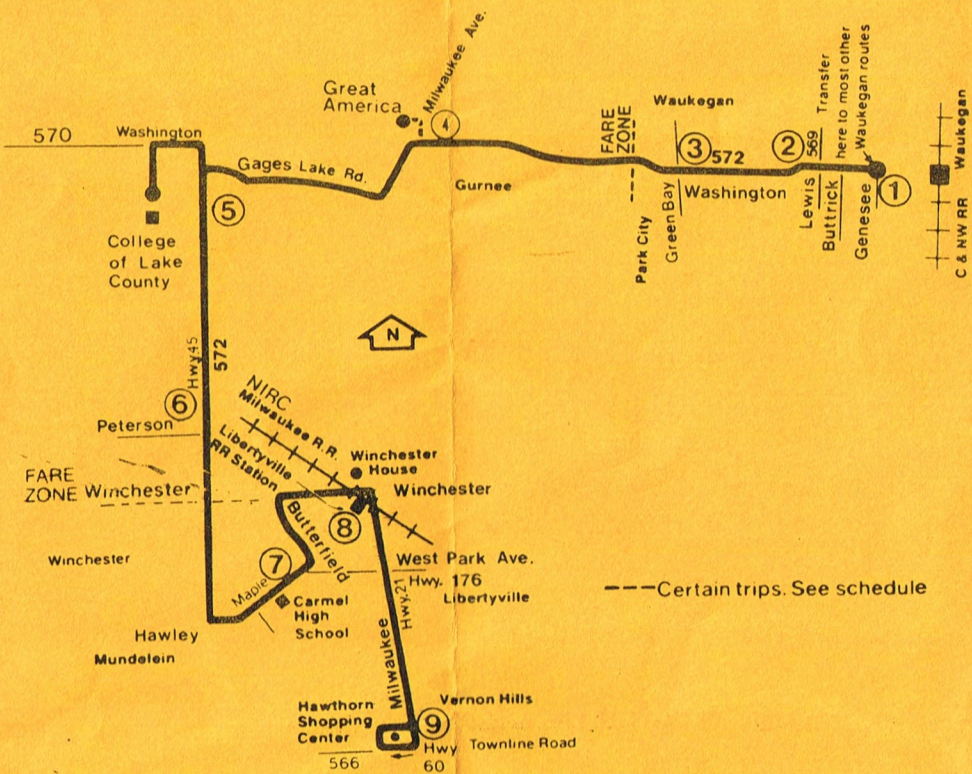 Milwaukee Ave.
Great
America
4
570
Washington
Gages Lake Rd.
Gurnee
5
College
of Lake
County
FARE
ZONE
Waukegan
3
572
Washington
Park City
Green Bay
2
569
Transfer
here to most other
Waukegan routes
Lewis
Buttrick
Genesee
1
Waukegan
C & NW RR
N
Hwy.45
572
6
Peterson
NIRC
Milwaukee R.R.
Libertyville
RR Station
Winchester
House
FARE
ZONE Winchester
Winchester
8
Butterfield
Winchester
7
Maple
West Park Ave.
Hwy. 176
Libertyville
Hwy.21
Carmel
High
School
Hawley
Mundelein
---Certain trips. See schedule
Milwaukee
Hawthorn
Shopping
Center
Vernon Hills
9
Hwy
60
Townline Road
566